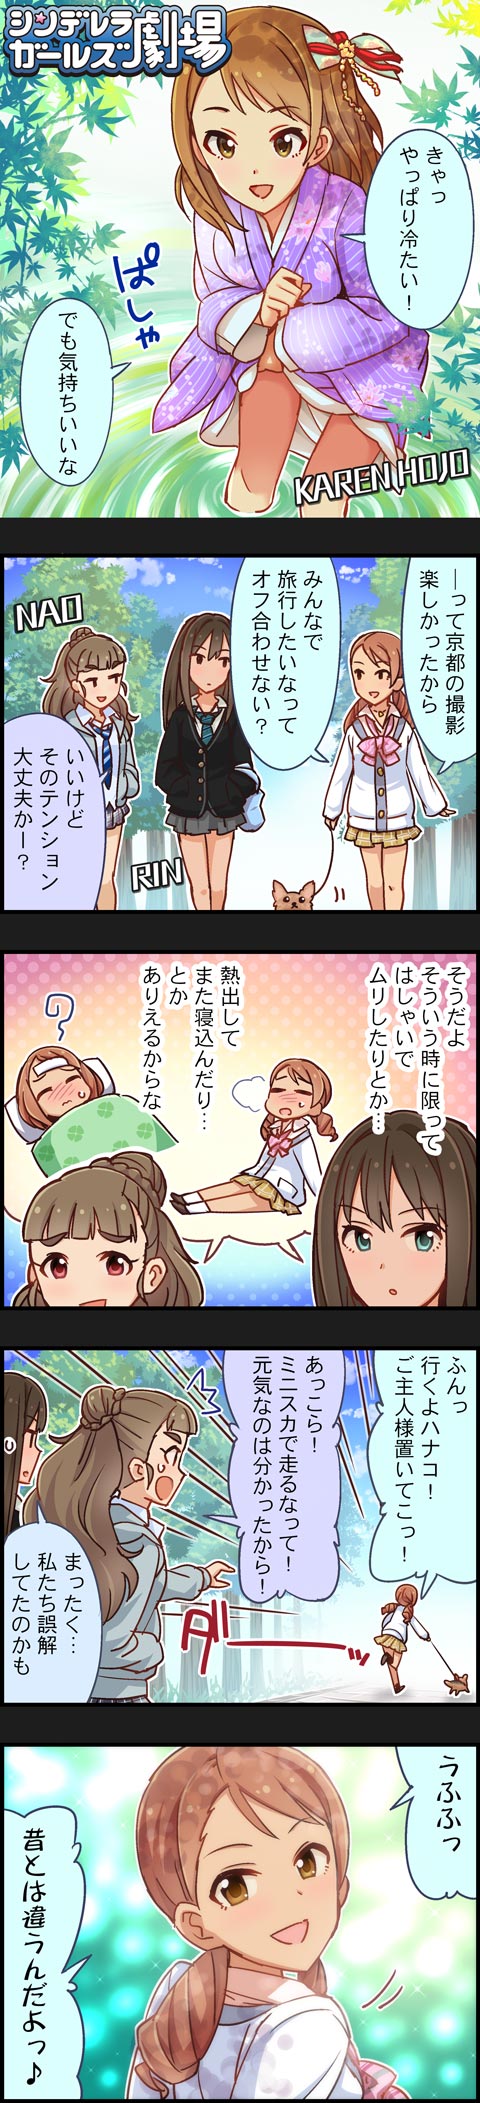 シンデレラ
ガールズ劇場
きゃっ
やっぱり冷たい！
ぱしゃ
でも気持ちいいな
KAREN HOJO
―って京都の撮影
楽しかったから
みんなで
旅行したいなって
オフ合わせない？
NAO
RIN
いいけど
そのテンション
大丈夫かー？
そうだよ
そういう時に限って
はしゃいで
ムリしたりとか…
熱出して
また寝込んだり…
とか
ありえるからな
?
ふんっ
行くよハナコ！
ご主人様置いてこっ！
あっこら！
ミニスカで走るなって！
元気なのは分かったから！
ダーーッ
まったく…
私たち誤解
してたのかも
うふふっ
昔とは違うんだよっ♪